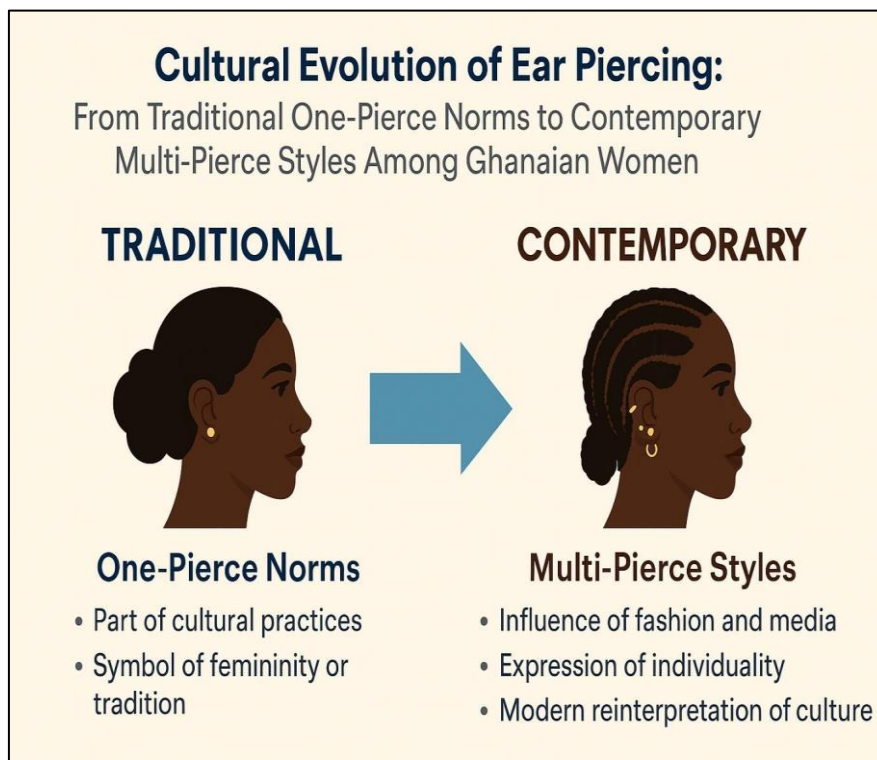 Cultural Evolution of Ear Piercing:
From Traditional One-Pierce Norms to Contemporary
Multi-Pierce Styles Among Ghanaian Women
TRADITIONAL
One-Pierce Norms
• Part of cultural practices
• Symbol of femininity or
tradition
CONTEMPORARY
Multi-Pierce Styles
• Influence of fashion and media
• Expression of individuality
• Modern reinterpretation of culture